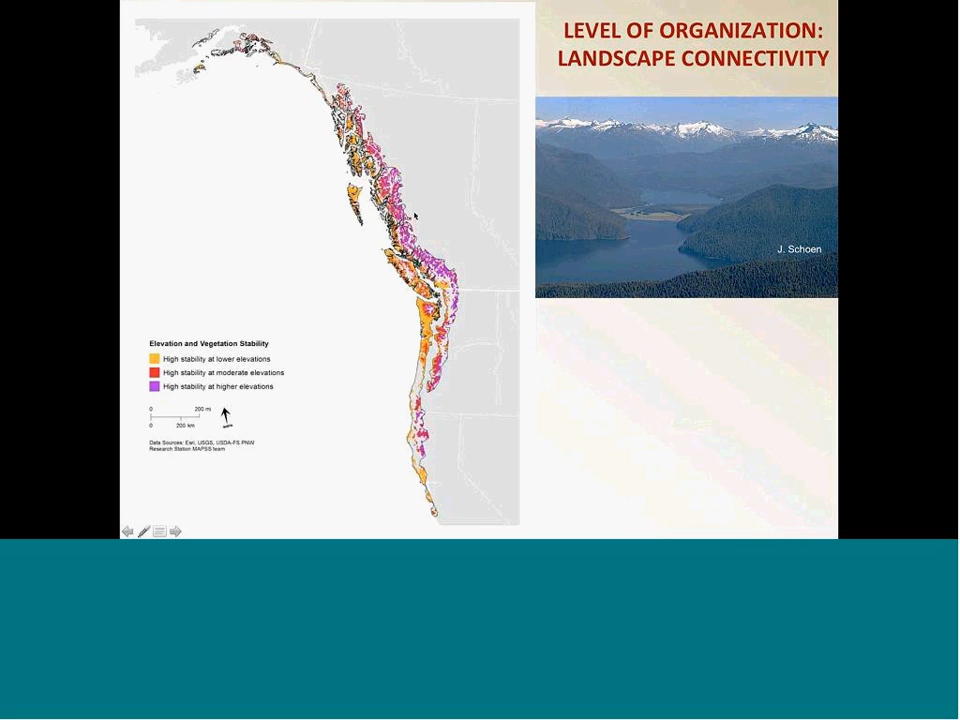 LEVEL OF ORGANIZATION:
LANDSCAPE CONNECTIVITY
J. Schoen
Elevation and Vegetation Stability
High stability at lower elevations
High stability at moderate elevations
High stability at higher elevations
0 200 mi
0 200 km
Data Sources: Esri, USGS, USDA-FS PNW
Research Station MAPSS team